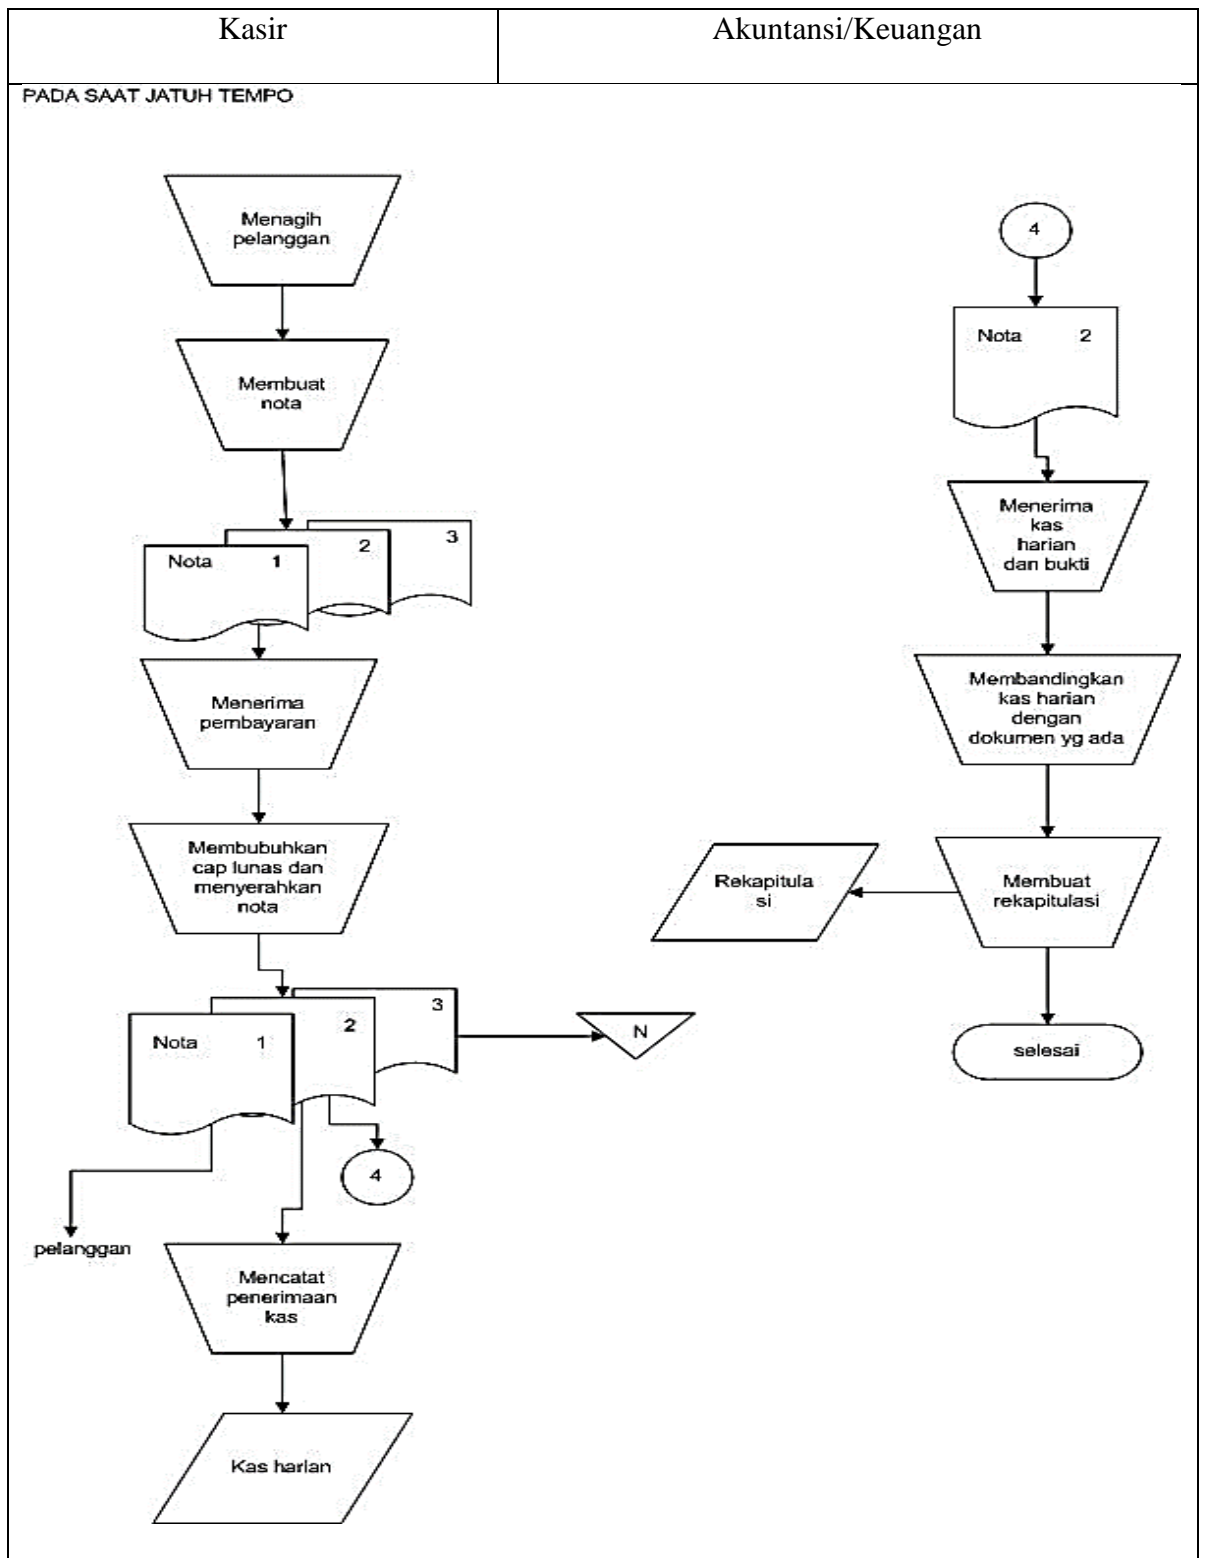 Kasir
Akuntansi/Keuangan
PADA SAAT JATUH TEMPO
Menagih
pelanggan
Membuat
nota
Nota 1
2
3
Menerima
pembayaran
Membubuhkan
cap lunas dan
menyerahkan
nota
Nota 1
2
3
N
4
pelanggan
Mencatat
penerimaan
kas
Kas harian
4
Nota 2
Menerima
kas
harian
dan bukti
Membandingkan
kas harian
dengan
dokumen yg ada
Membuat
rekapitulasi
Rekapitula
si
selesai